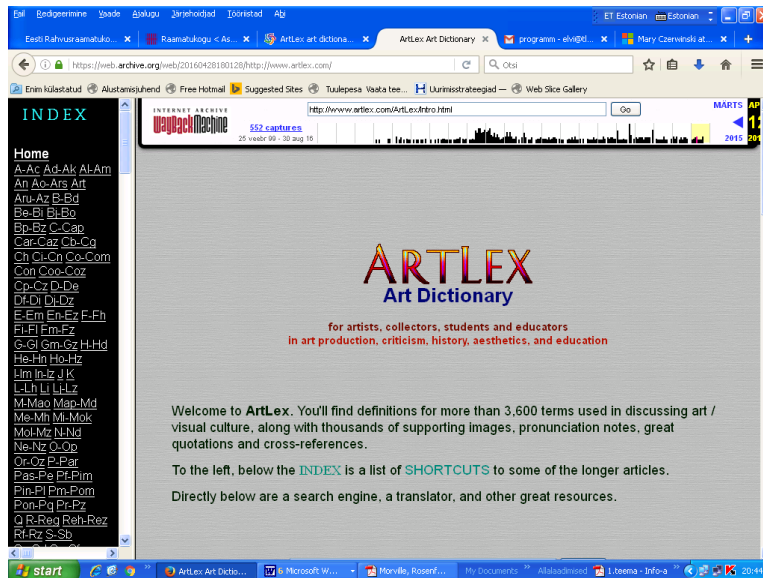 Fail Redigeerimine Vaade Ajalugu Järjehoidjad Tööriistad Abi
ET Estonian Estonian
Eesti Rahvusraamatuko... Raamatukogu < As... ArtLex art dictiona... ArtLex Art Dictionary programm - elvi@tl... Mary Czerwinski at...
https://web.archive.org/web/20160428180128/http://www.artlex.com/ Otsi
Enim külastatud Alustamisjuhend Free Hotmail Suggested Sites Tuulepesa Vaata tee... Uurimisstrateegiad — Web Slice Gallery
INDEX
Home
A-Ac Ad-Ak Al-Am
An Ao-Ars Art
Aru-Az B-Bd
Be-Bi Bj-Bo
Bp-Bz C-Cap
Car-Caz Cb-Cg
Ch Ci-Cn Co-Com
Con Coo-Coz
Cp-Cz D-De
Df-Di Dj-Dz
E-Em En-Ez F-Fh
Fi-Fl Fm-Fz
G-Gl Gm-Gz H-Hd
He-Hn Ho-Hz
I-Im In-Iz J K
L-Lh Li Lj-Lz
M-Mao Map-Md
Me-Mh Mi-Mok
Mol-Mz N-Nd
Ne-Nz O-Op
Or-Oz P-Par
Pas-Pe Pf-Pim
Pin-Pl Pm-Pom
Pon-Pq Pr-Pz
Q R-Reg Reh-Rez
Rf-Rz S-Sb
INTERNET ARCHIVE
WayBackMachine
http://www.artlex.com/ArtLex/Intro.html Go
552 captures
25 veebr 99 - 30 aug 16
MÄRTS AP
12
2015 201
ARTLEX
Art Dictionary
for artists, collectors, students and educators
in art production, criticism, history, aesthetics, and education
Welcome to ArtLex. You'll find definitions for more than 3,600 terms used in discussing art /
visual culture, along with thousands of supporting images, pronunciation notes, great
quotations and cross-references.
To the left, below the INDEX is a list of SHORTCUTS to some of the longer articles.
Directly below are a search engine, a translator, and other great resources.
start ArtLex Art Dictio... 6 Microsoft W... Morville, Rosenf... My Documents Allalaadimised 1.teema - Info-a 20:44